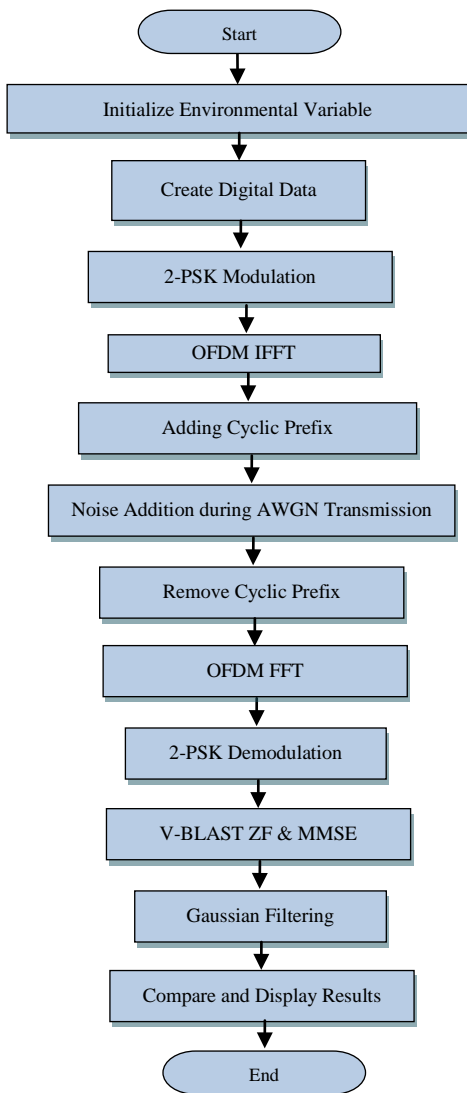 Start
Initialize Environmental Variable
Create Digital Data
2-PSK Modulation
OFDM IFFT
Adding Cyclic Prefix
Noise Addition during AWGN Transmission
Remove Cyclic Prefix
OFDM FFT
2-PSK Demodulation
V-BLAST ZF & MMSE
Gaussian Filtering
Compare and Display Results
End